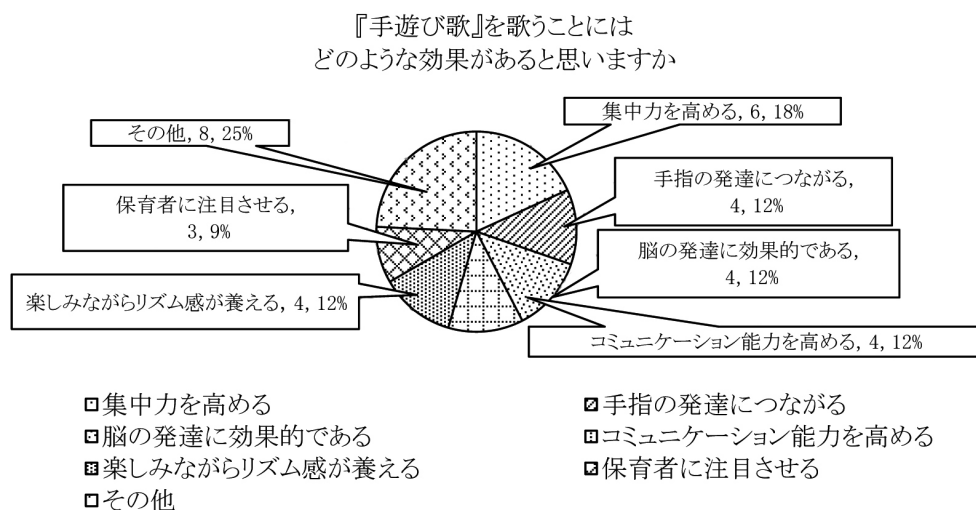 『手遊び歌』を歌うことには
どのような効果があると思いますか
集中力を高める, 6, 18%
その他, 8, 25%
手指の発達につながる,
4, 12%
保育者に注目させる,
3, 9%
脳の発達に効果的である,
4, 12%
楽しみながらリズム感が養える, 4, 12%
コミュニケーション能力を高める, 4, 12%
集中力を高める
手指の発達につながる
脳の発達に効果的である
コミュニケーション能力を高める
楽しみながらリズム感が養える
保育者に注目させる
その他